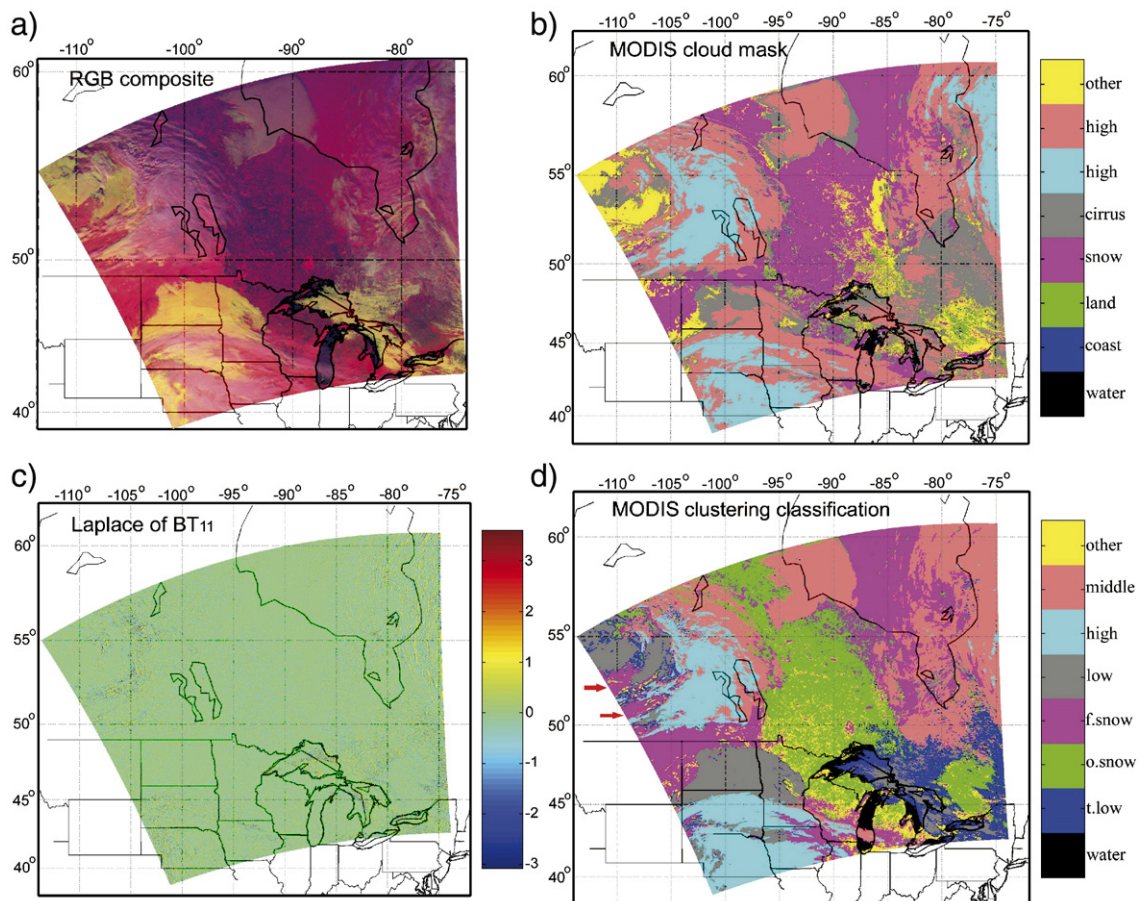 a)
-110° -100° -90° -80°
RGB composite
60°
50°
40°
b)
-110° -105° -100° -95° -90° -85° -80° -75°
MODIS cloud mask
60°
55°
50°
45°
40°
other
high
high
cirrus
snow
land
coast
water
c)
-110° -105° -100° -95° -90° -85° -80° -75°
Laplace of BT11
60°
55°
50°
45°
40°
3
2
1
0
-1
-2
-3
d)
-110° -105° -100° -95° -90° -85° -80° -75°
MODIS clustering classification
60°
55°
50°
45°
40°
other
middle
high
low
f.snow
o.snow
t.low
water